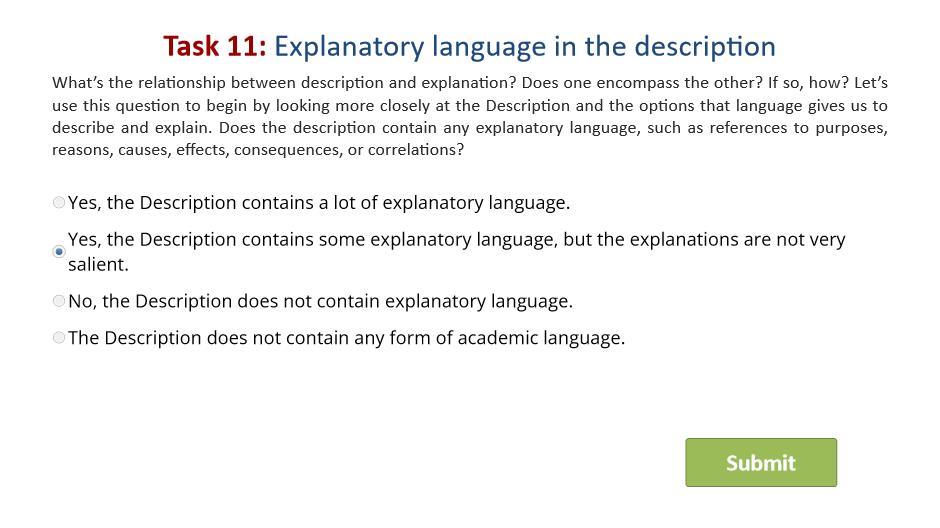 Task 11: Explanatory language in the description
What’s the relationship between description and explanation? Does one encompass the other? If so, how? Let’s
use this question to begin by looking more closely at the Description and the options that language gives us to
describe and explain. Does the description contain any explanatory language, such as references to purposes,
reasons, causes, effects, consequences, or correlations?
Yes, the Description contains a lot of explanatory language.
Yes, the Description contains some explanatory language, but the explanations are not very
salient.
No, the Description does not contain explanatory language.
The Description does not contain any form of academic language.
Submit